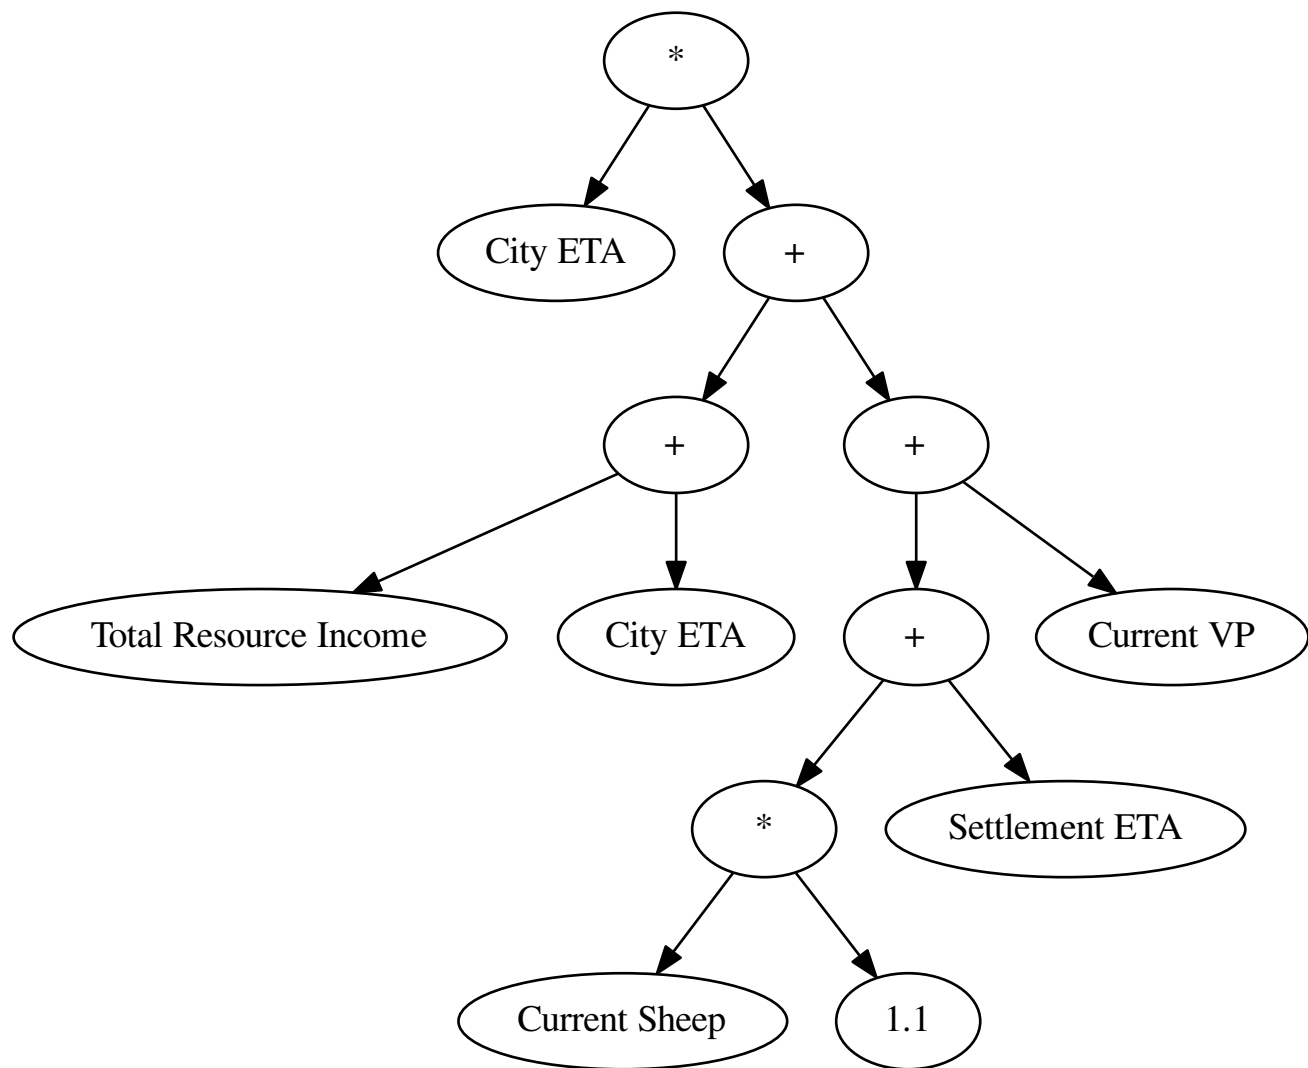 *
City ETA
+
+
+
Total Resource Income
City ETA
+
Current VP
*
Settlement ETA
Current Sheep
1.1